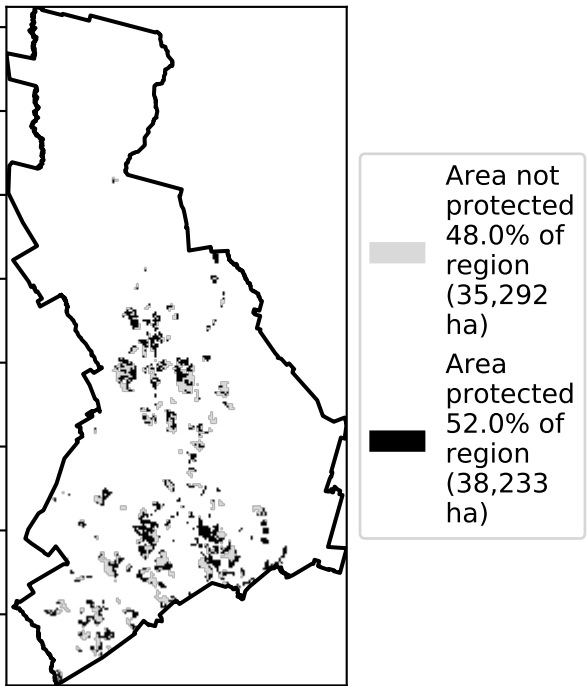 Area not
protected
48.0% of
region
(35,292
ha)
Area
protected
52.0% of
region
(38,233
ha)